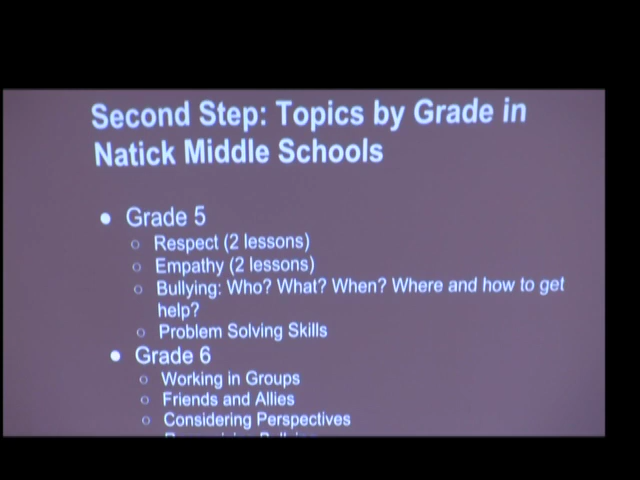 Second Step: Topics by Grade in
Natick Middle Schools
● Grade 5
○ Respect (2 lessons)
○ Empathy (2 lessons)
○ Bullying: Who? What? When? Where and how to get
help?
○ Problem Solving Skills
● Grade 6
○ Working in Groups
○ Friends and Allies
○ Considering Perspectives